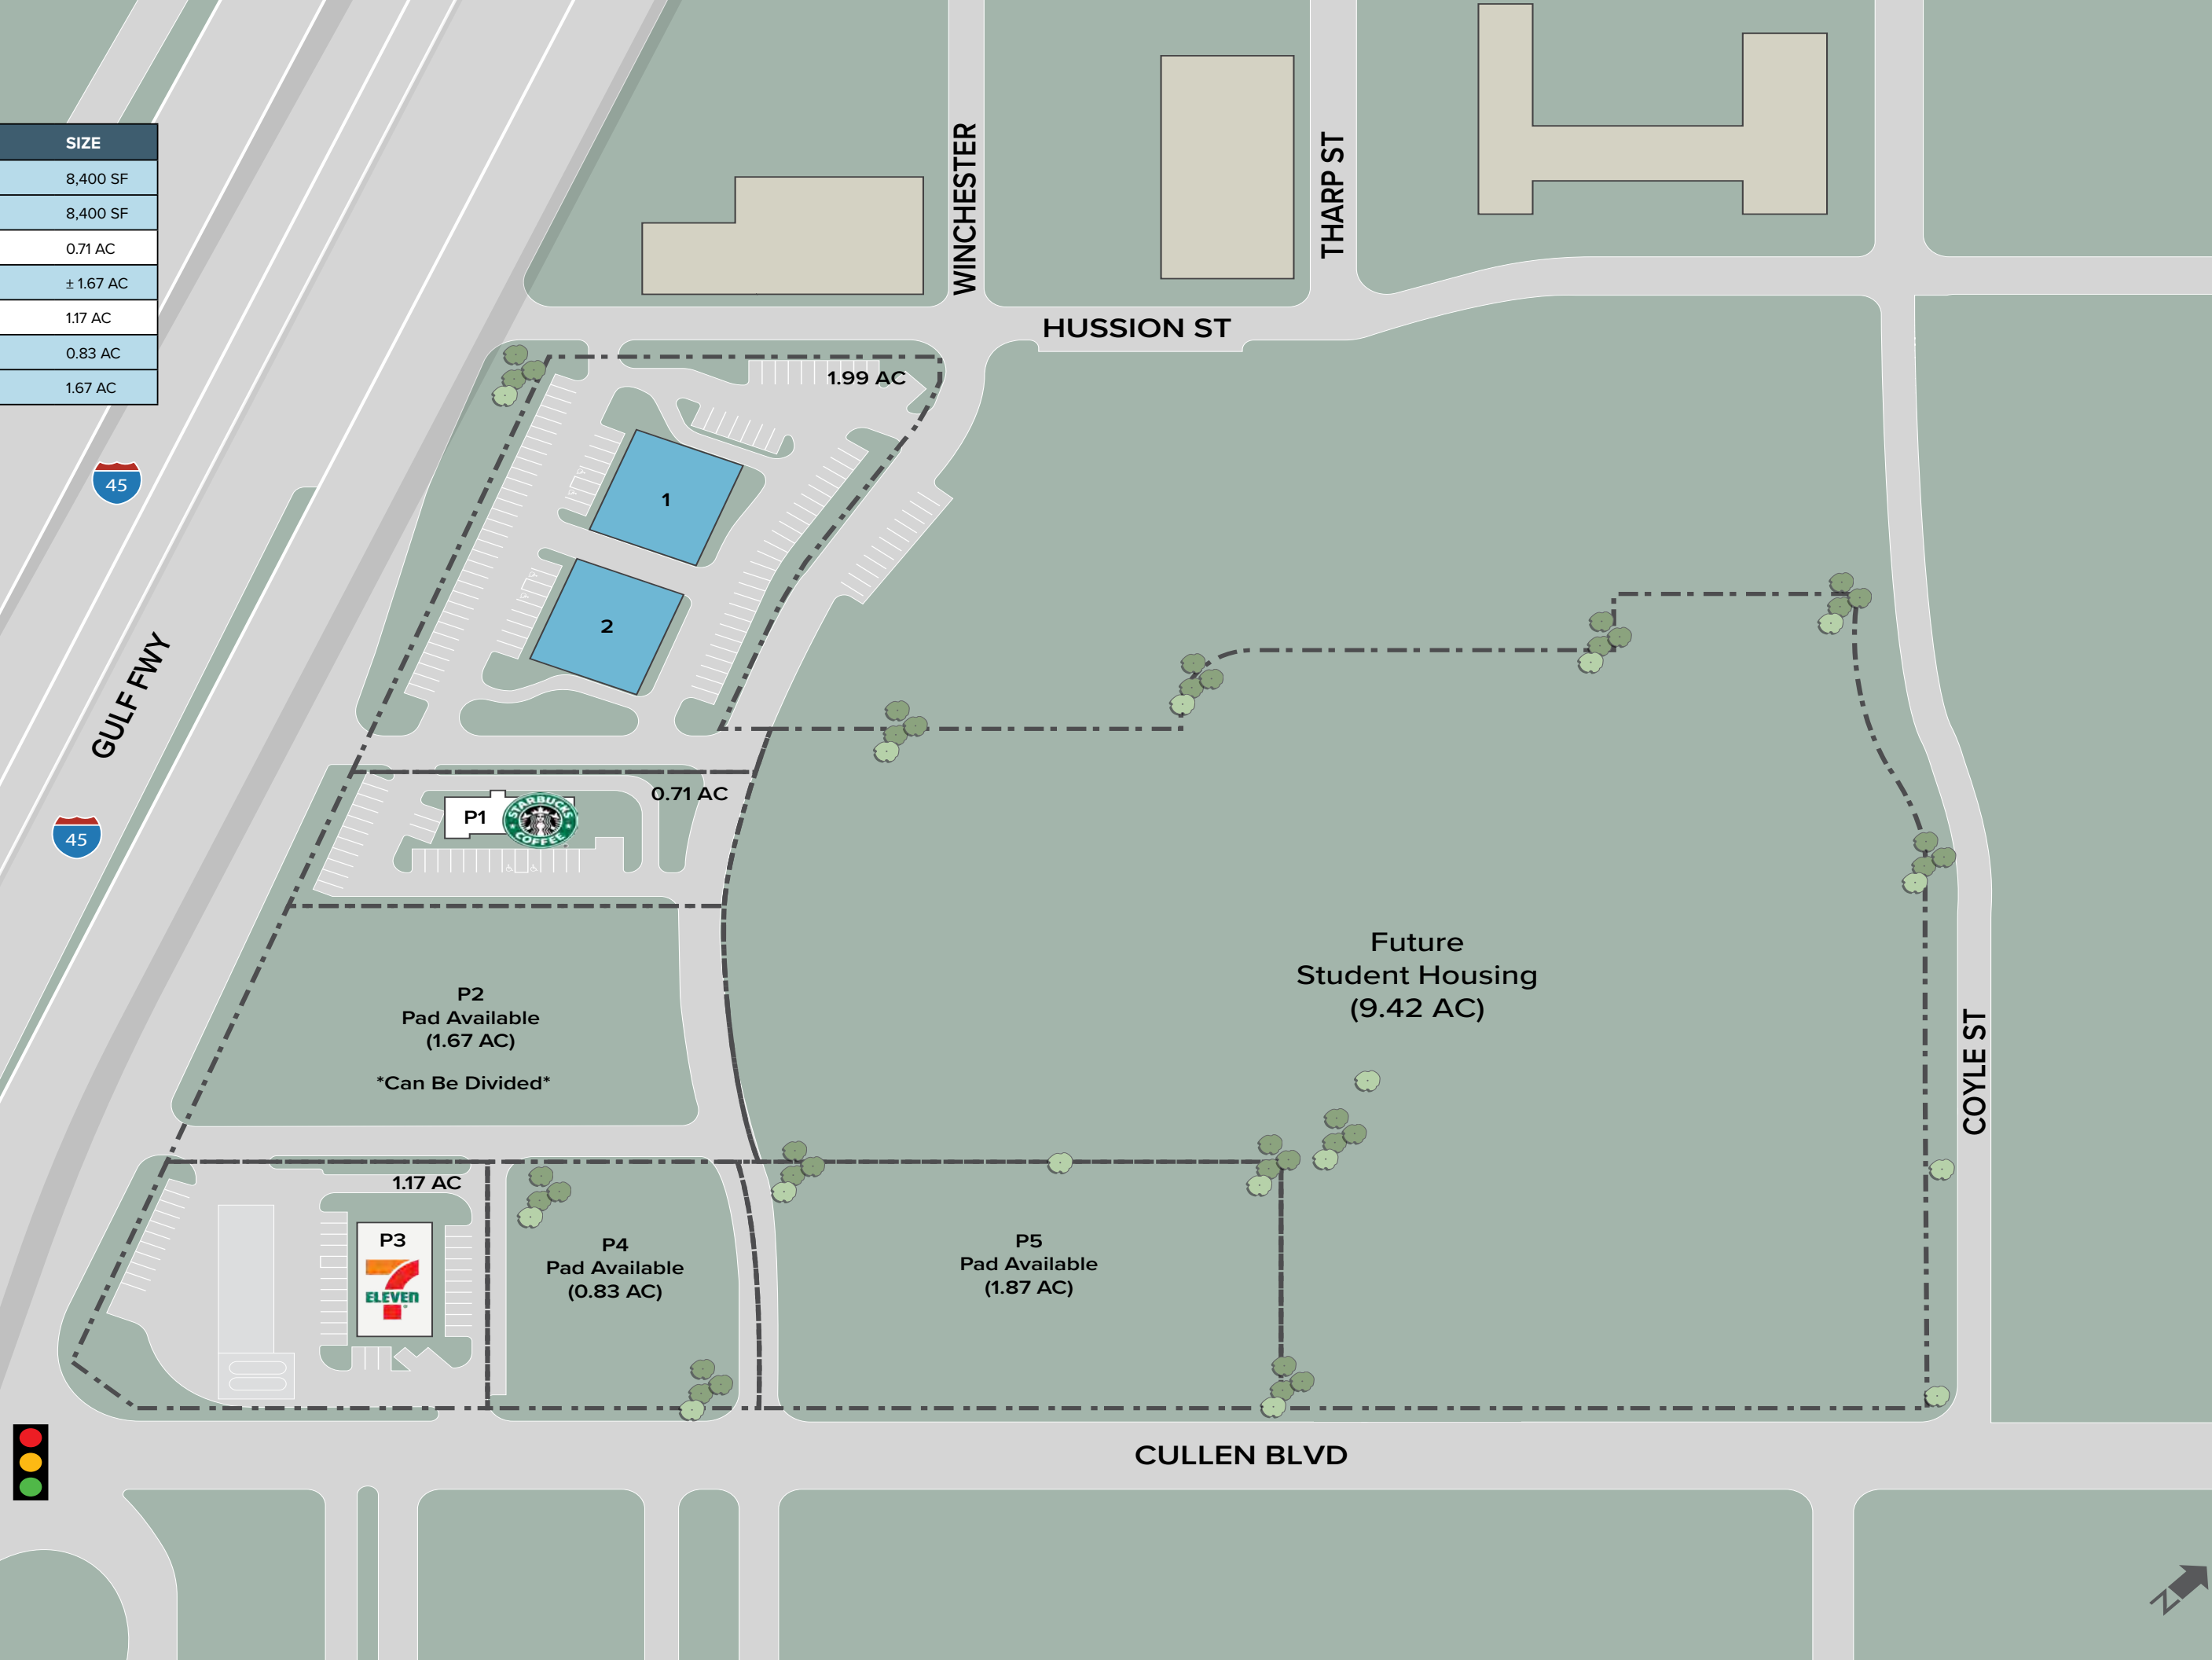 SIZE
8,400 SF
8,400 SF
0.71 AC
± 1.67 AC
1.17 AC
0.83 AC
1.67 AC
WINCHESTER
THARP ST
HUSSION ST
1.99 AC
45
1
2
GULF FWY
45
0.71 AC
P1
STARBUCKS
COFFEE
Future
Student Housing
(9.42 AC)
P2
Pad Available
(1.67 AC)
*Can Be Divided*
COYLE ST
1.17 AC
P3
7
ELEVEn
P4
Pad Available
(0.83 AC)
P5
Pad Available
(1.87 AC)
CULLEN BLVD
N